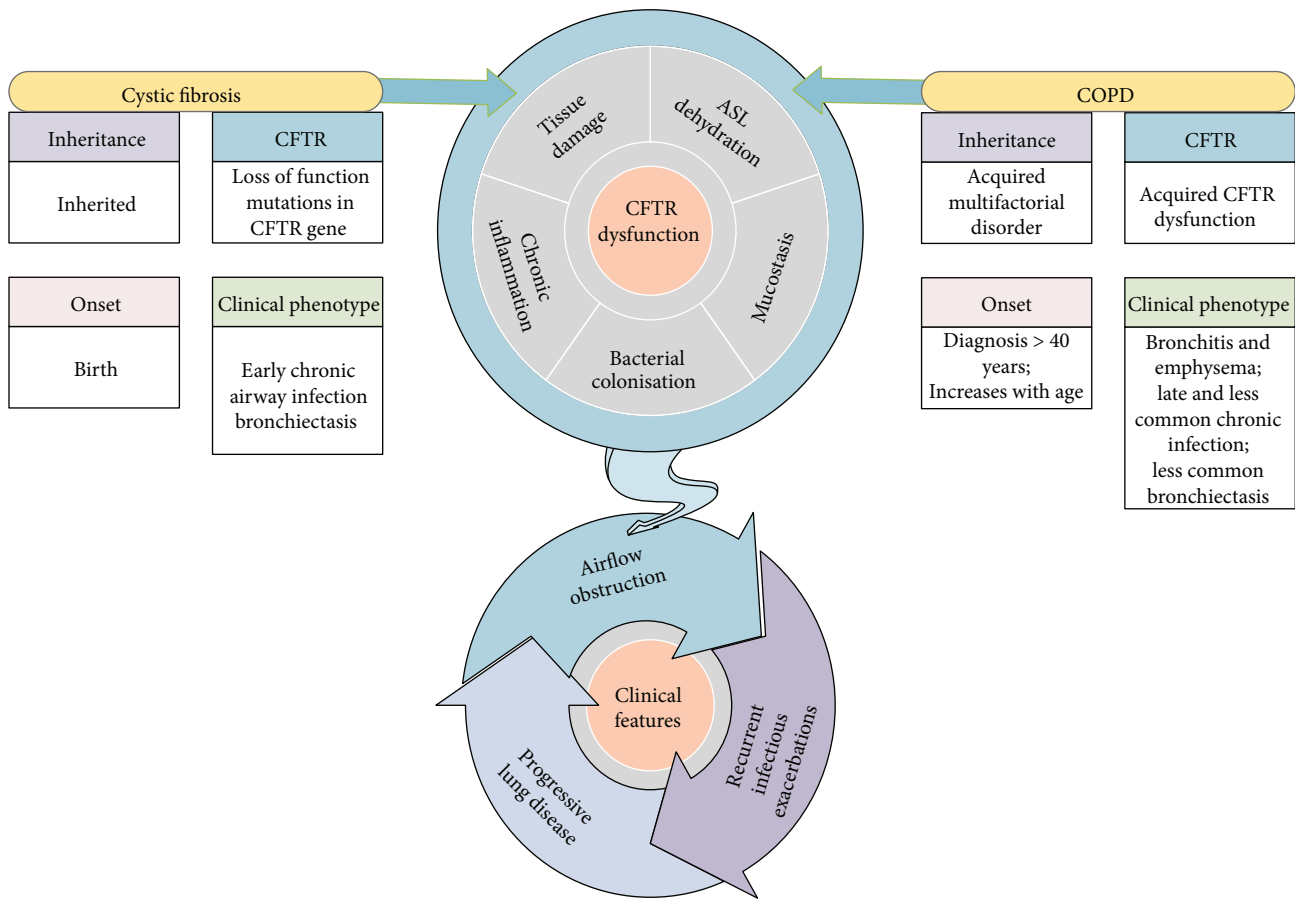 Cystic fibrosis
Inheritance
Inherited
CFTR
Loss of function
mutations in
CFTR gene
Onset
Birth
Clinical phenotype
Early chronic
airway infection
bronchiectasis
Tissue
damage
ASL
dehydration
Mucostasis
Bacterial
colonisation
Chronic
inflammation
CFTR
dysfunction
COPD
Inheritance
Acquired
multifactorial
disorder
CFTR
Acquired CFTR
dysfunction
Onset
Diagnosis > 40
years;
Increases with age
Clinical phenotype
Bronchitis and
emphysema;
late and less
common chronic
infection;
less common
bronchiectasis
Airflow
obstruction
Recurrent
infectious
exacerbations
Progressive
lung disease
Clinical
features